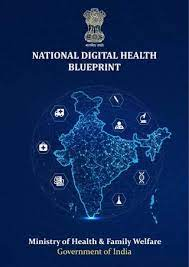 NATIONAL DIGITAL HEALTH
BLUEPRINT
Ministry of Health & Family Welfare
Government of India